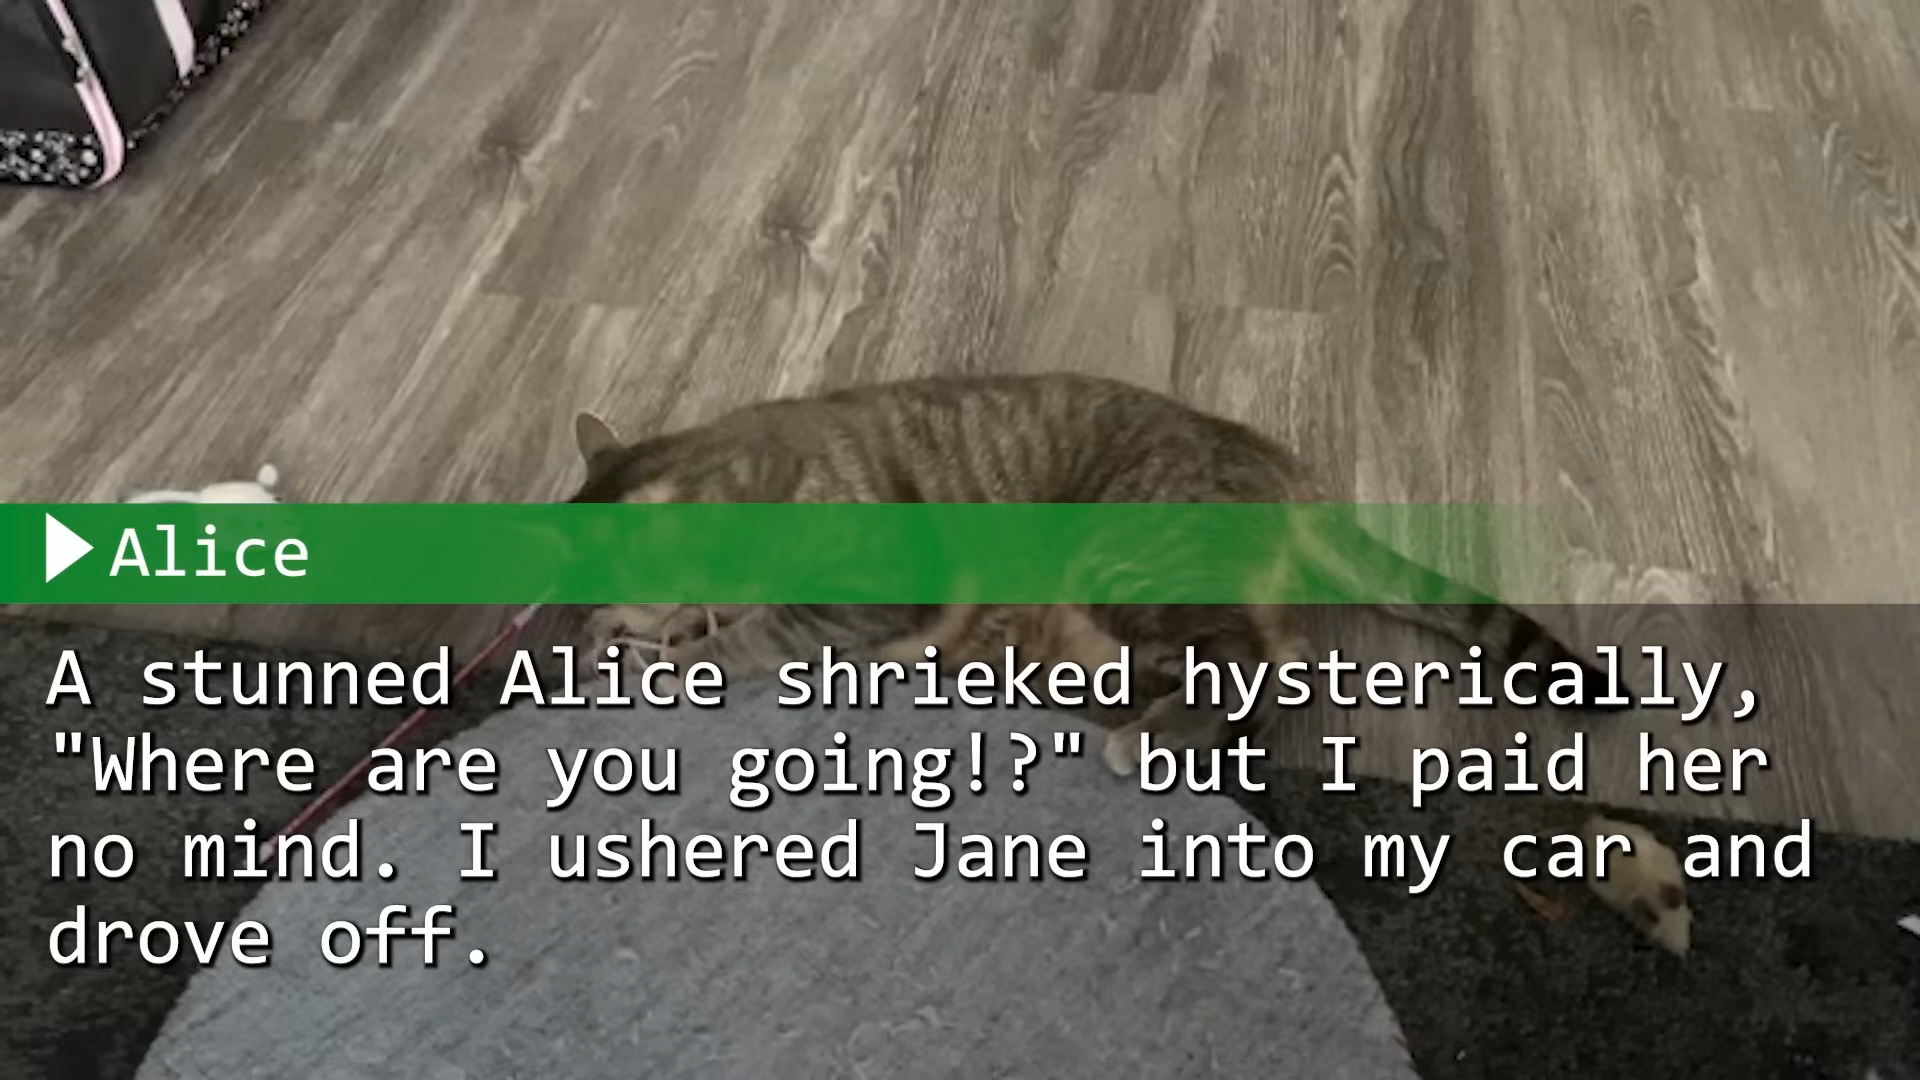 Alice
A stunned Alice shrieked hysterically,
"Where are you going!?" but I paid her
no mind. I ushered Jane into my car and
drove off.